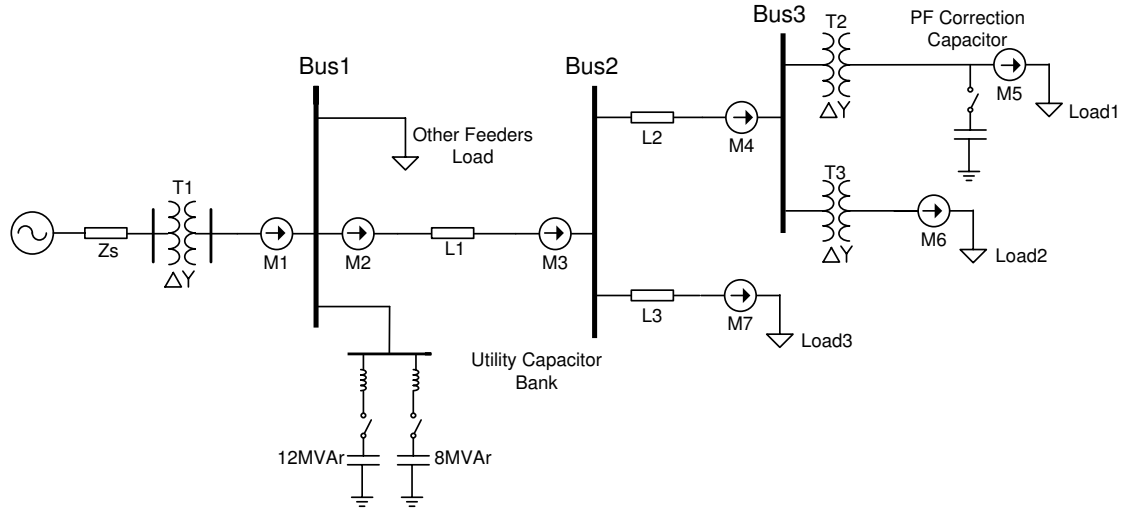 Bus3
T2
PF Correction
Capacitor
Bus1
Bus2
M5
ΔY
Load1
Other Feeders
Load
L2
M4
T1
T3
Zs
M1
M2
L1
M3
M6
ΔY
ΔY
Load2
L3
M7
Load3
Utility Capacitor
Bank
12MVAr
8MVAr